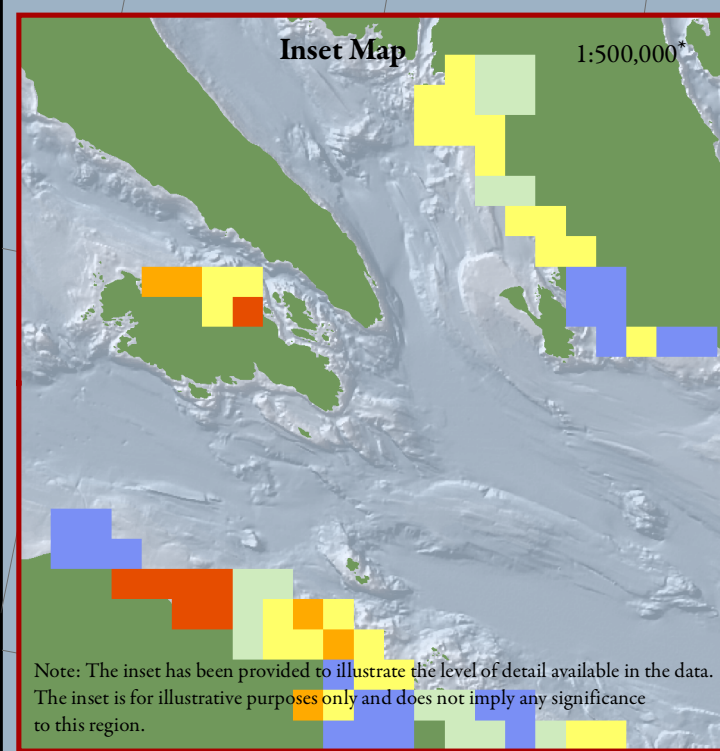 Inset Map
1:500,000*
Note: The inset has been provided to illustrate the level of detail available in the data.
The inset is for illustrative purposes only and does not imply any significance
to this region.